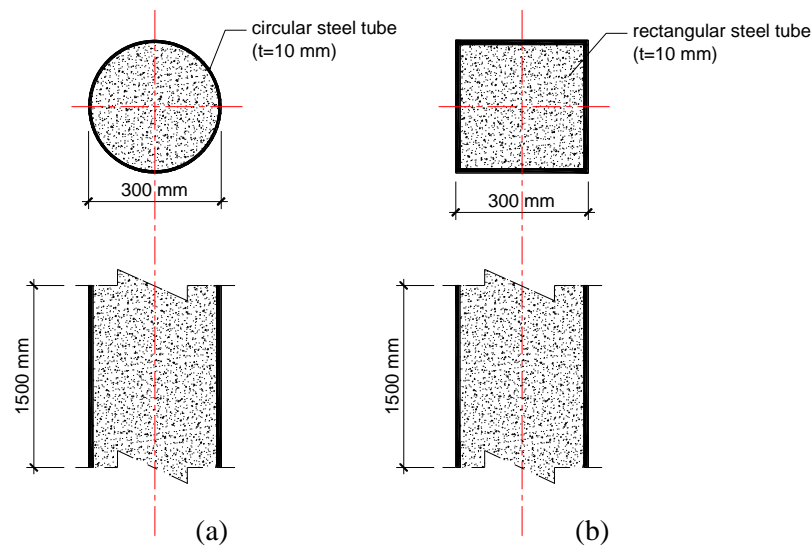 circular steel tube
(t=10 mm)
300 mm
1500 mm
(a)
rectangular steel tube
(t=10 mm)
300 mm
1500 mm
(b)